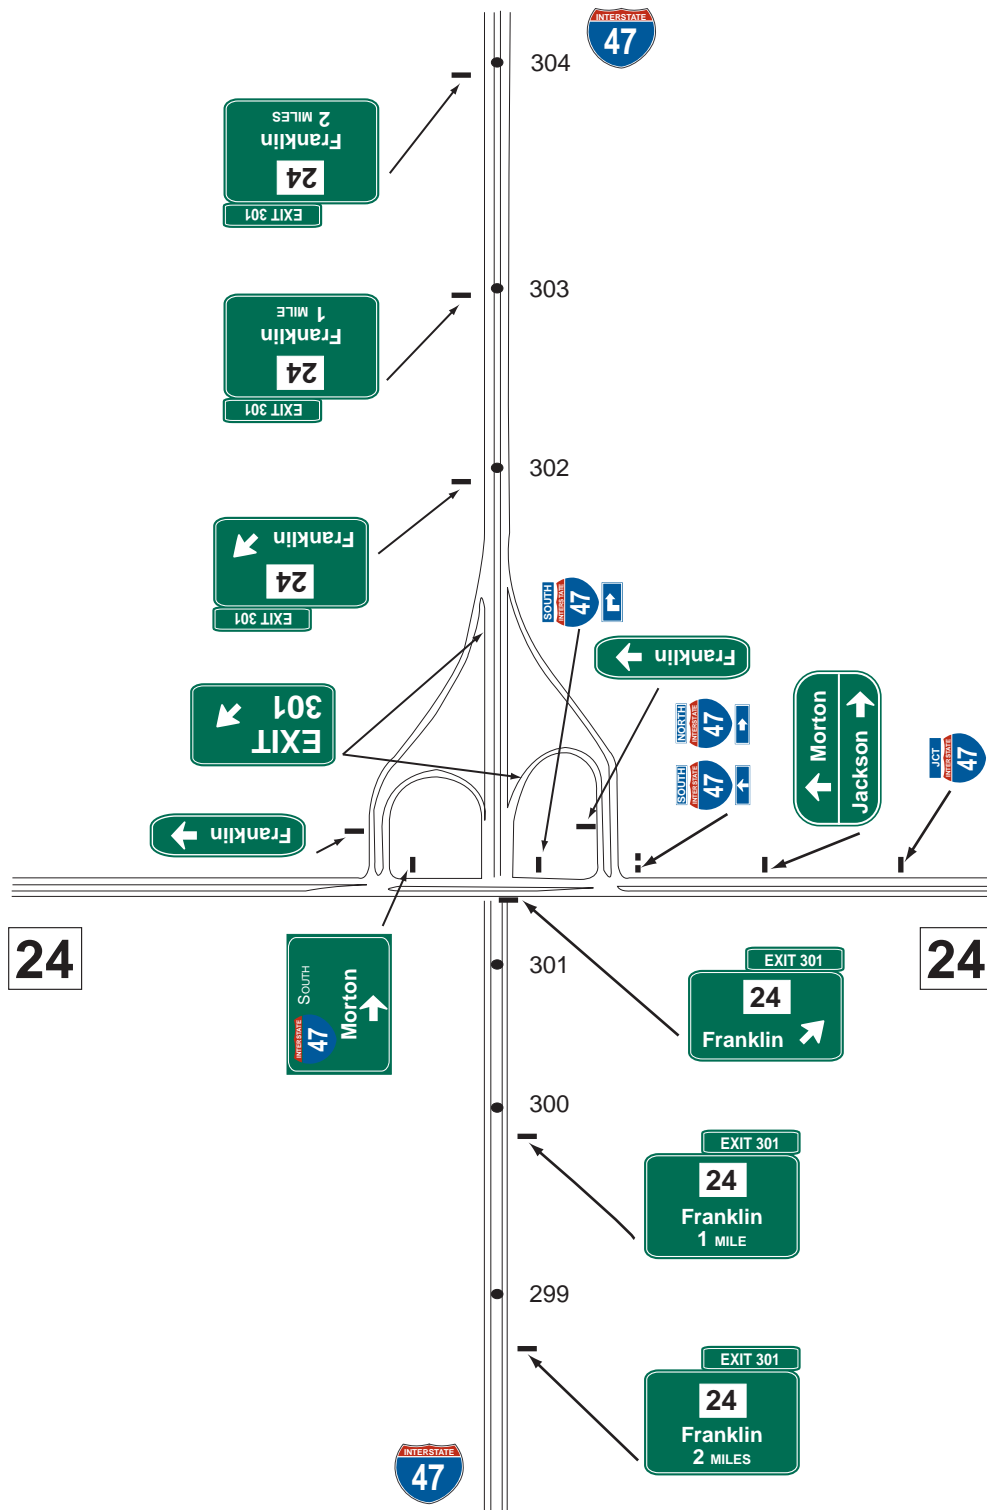 INTERSTATE
47
304
2 MILES
Franklin
24
EXIT 301
303
1 MILE
Franklin
24
EXIT 301
302
Franklin
24
EXIT 301
SOUTH
INTERSTATE
47
Franklin
EXIT
301
NORTH
INTERSTATE
47
SOUTH
INTERSTATE
47
Morton
Jackson
JCT
INTERSTATE
47
Franklin
24
24
SOUTH
INTERSTATE
47
Morton
301
EXIT 301
24
Franklin
300
EXIT 301
24
Franklin
1 MILE
299
EXIT 301
24
Franklin
2 MILES
INTERSTATE
47